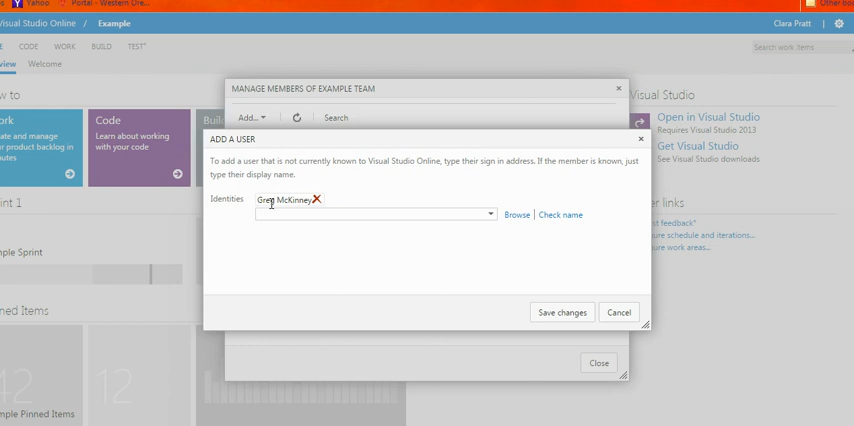 Yahoo Portal - Western Ore... Other bo
Visual Studio Online / Example Clara Pratt
CODE WORK BUILD TEST* Search work items
view Welcome
MANAGE MEMBERS OF EXAMPLE TEAM
Add... Search
w to
Visual Studio
ork
ate and manage
r product backlog in
nutes
Code
Learn about working
with your code
Buil
Open in Visual Studio
Requires Visual Studio 2013
Get Visual Studio
See Visual Studio downloads
ADD A USER
To add a user that is not currently known to Visual Studio Online, type their sign in address. If the member is known, just
type their display name.
Identities Greg McKinney
Browse Check name
int 1
er links
st feedback*
ure schedule and iterations...
ure work areas...
ple Sprint
Save changes Cancel
ned Items
Close
42 12
mple Pinned Items